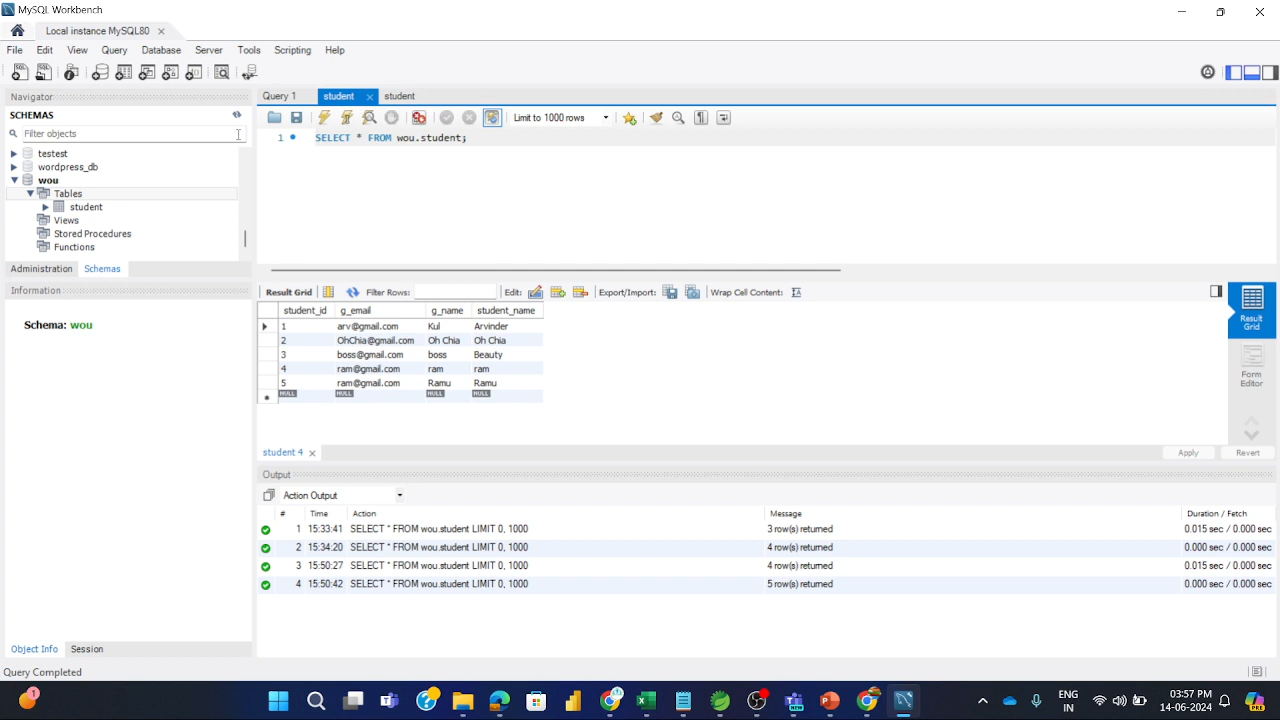 MySQL Workbench
Local instance MySQL80
File Edit View Query Database Server Tools Scripting Help
Navigator
SCHEMAS
Filter objects
testest
wordpress_db
wou
Tables
student
Views
Stored Procedures
Functions
Administration Schemas
Information
Schema: wou
Object Info Session
Query 1 student student
Limit to 1000 rows
1 SELECT * FROM wou.student;
Result Grid Filter Rows: Edit: Export/Import: Wrap Cell Content:
student_id g_email g_name student_name
1 arv@gmail.com Kul Arvinder
2 OhChia@gmail.com Oh Chia Oh Chia
3 boss@gmail.com boss Beauty
4 ram@gmail.com ram ram
5 ram@gmail.com Ramu Ramu
NULL NULL NULL NULL
Result Grid
Form Editor
student 4 Apply Revert
Output
Action Output
# Time Action Message Duration / Fetch
1 15:33:41 SELECT * FROM wou.student LIMIT 0, 1000 3 row(s) returned 0.015 sec / 0.000 sec
2 15:34:20 SELECT * FROM wou.student LIMIT 0, 1000 4 row(s) returned 0.000 sec / 0.000 sec
3 15:50:27 SELECT * FROM wou.student LIMIT 0, 1000 4 row(s) returned 0.015 sec / 0.000 sec
4 15:50:42 SELECT * FROM wou.student LIMIT 0, 1000 5 row(s) returned 0.000 sec / 0.000 sec
Query Completed
1
ENG IN
03:57 PM
14-06-2024